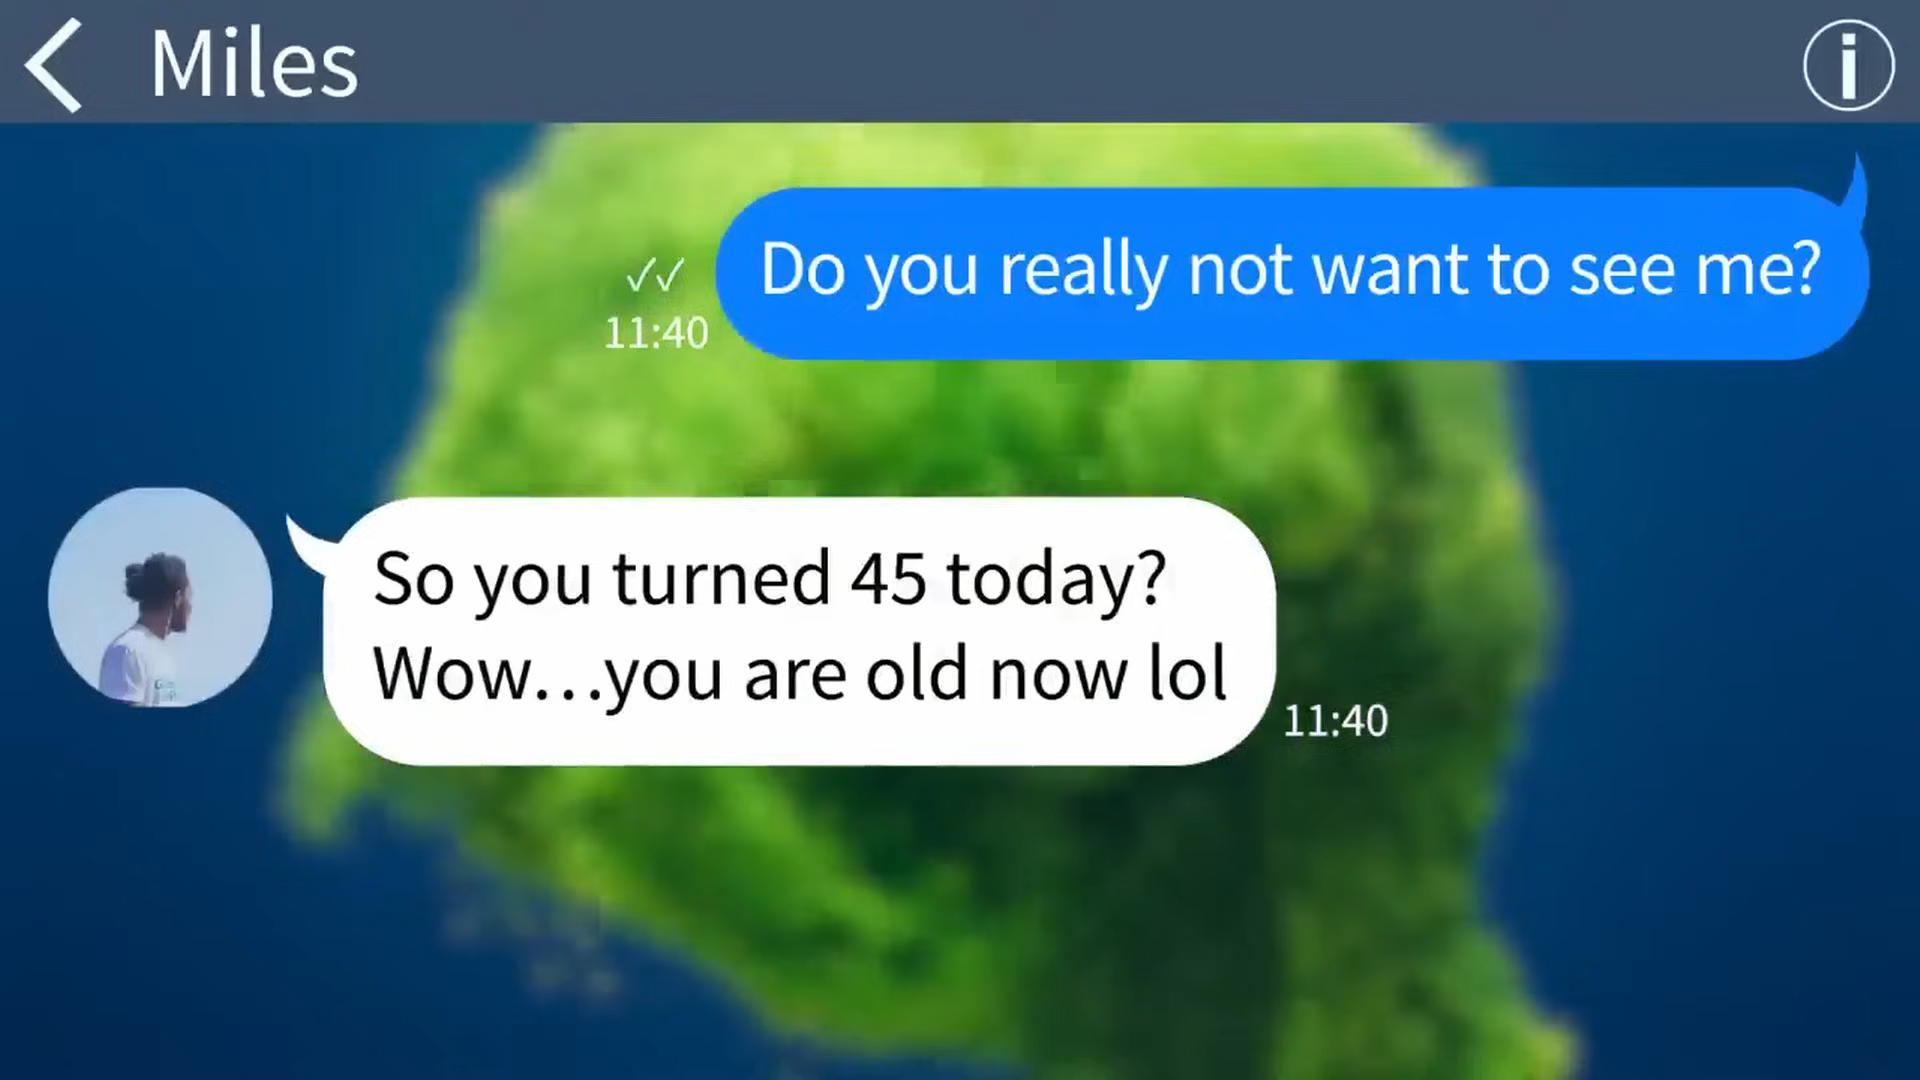 Miles
Do you really not want to see me?
✓✓
11:40
So you turned 45 today?
Wow...you are old now lol
11:40